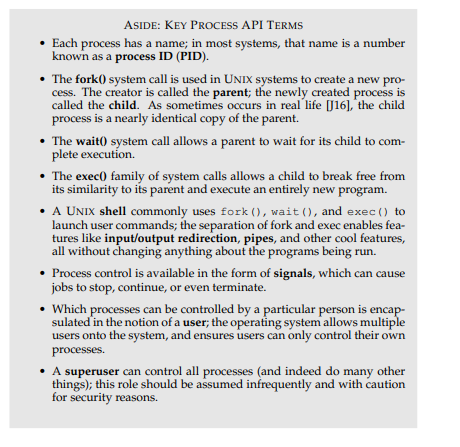 ASIDE: KEY PROCESS API TERMS
• Each process has a name; in most systems, that name is a number
known as a process ID (PID).
• The fork() system call is used in UNIX systems to create a new pro-
cess. The creator is called the parent; the newly created process is
called the child. As sometimes occurs in real life [J16], the child
process is a nearly identical copy of the parent.
• The wait() system call allows a parent to wait for its child to com-
plete execution.
• The exec() family of system calls allows a child to break free from
its similarity to its parent and execute an entirely new program.
• A UNIX shell commonly uses fork(), wait(), and exec() to
launch user commands; the separation of fork and exec enables fea-
tures like input/output redirection, pipes, and other cool features,
all without changing anything about the programs being run.
• Process control is available in the form of signals, which can cause
jobs to stop, continue, or even terminate.
• Which processes can be controlled by a particular person is encap-
sulated in the notion of a user; the operating system allows multiple
users onto the system, and ensures users can only control their own
processes.
• A superuser can control all processes (and indeed do many other
things); this role should be assumed infrequently and with caution
for security reasons.